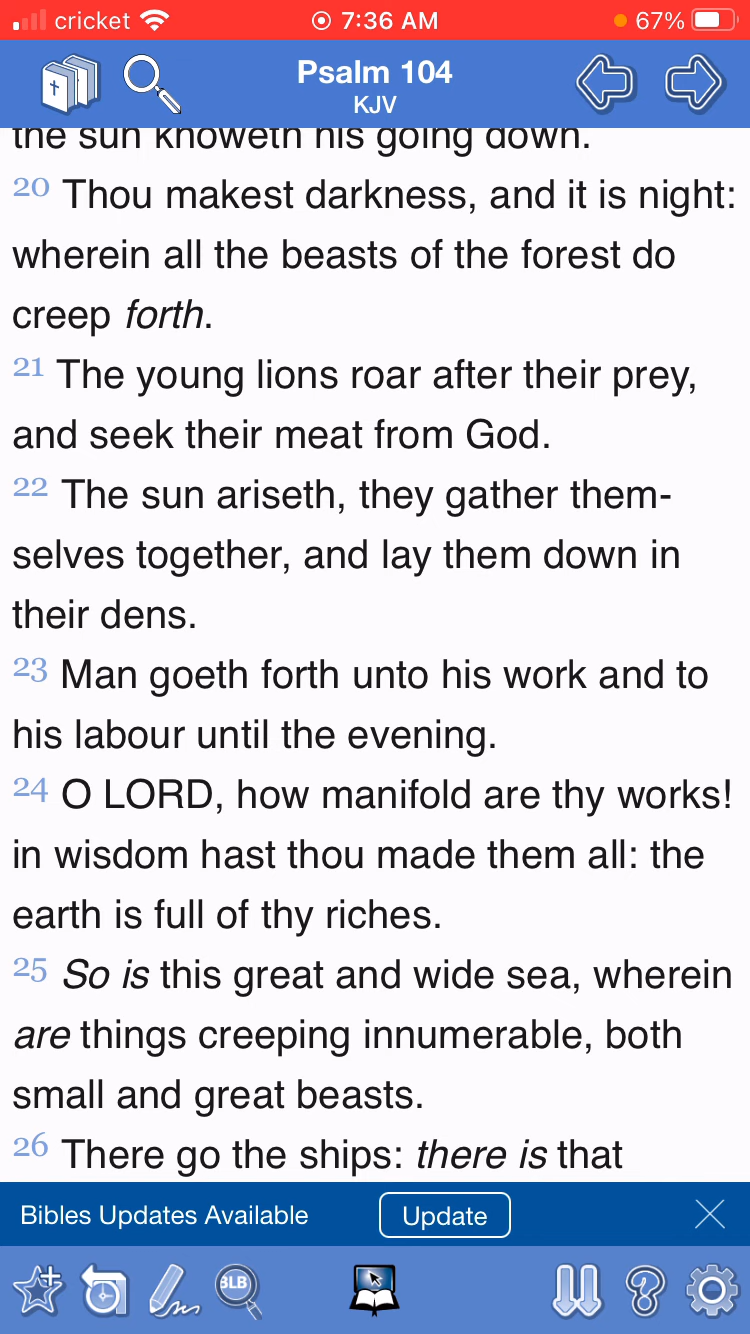 cricket 7:36 AM 67%
Psalm 104
KJV
the sun knoweth his going down.
20 Thou makest darkness, and it is night:
wherein all the beasts of the forest do
creep forth.
21 The young lions roar after their prey,
and seek their meat from God.
22 The sun ariseth, they gather them-
selves together, and lay them down in
their dens.
23 Man goeth forth unto his work and to
his labour until the evening.
24 O LORD, how manifold are thy works!
in wisdom hast thou made them all: the
earth is full of thy riches.
25 So is this great and wide sea, wherein
are things creeping innumerable, both
small and great beasts.
26 There go the ships: there is that
Bibles Updates Available Update
BLB